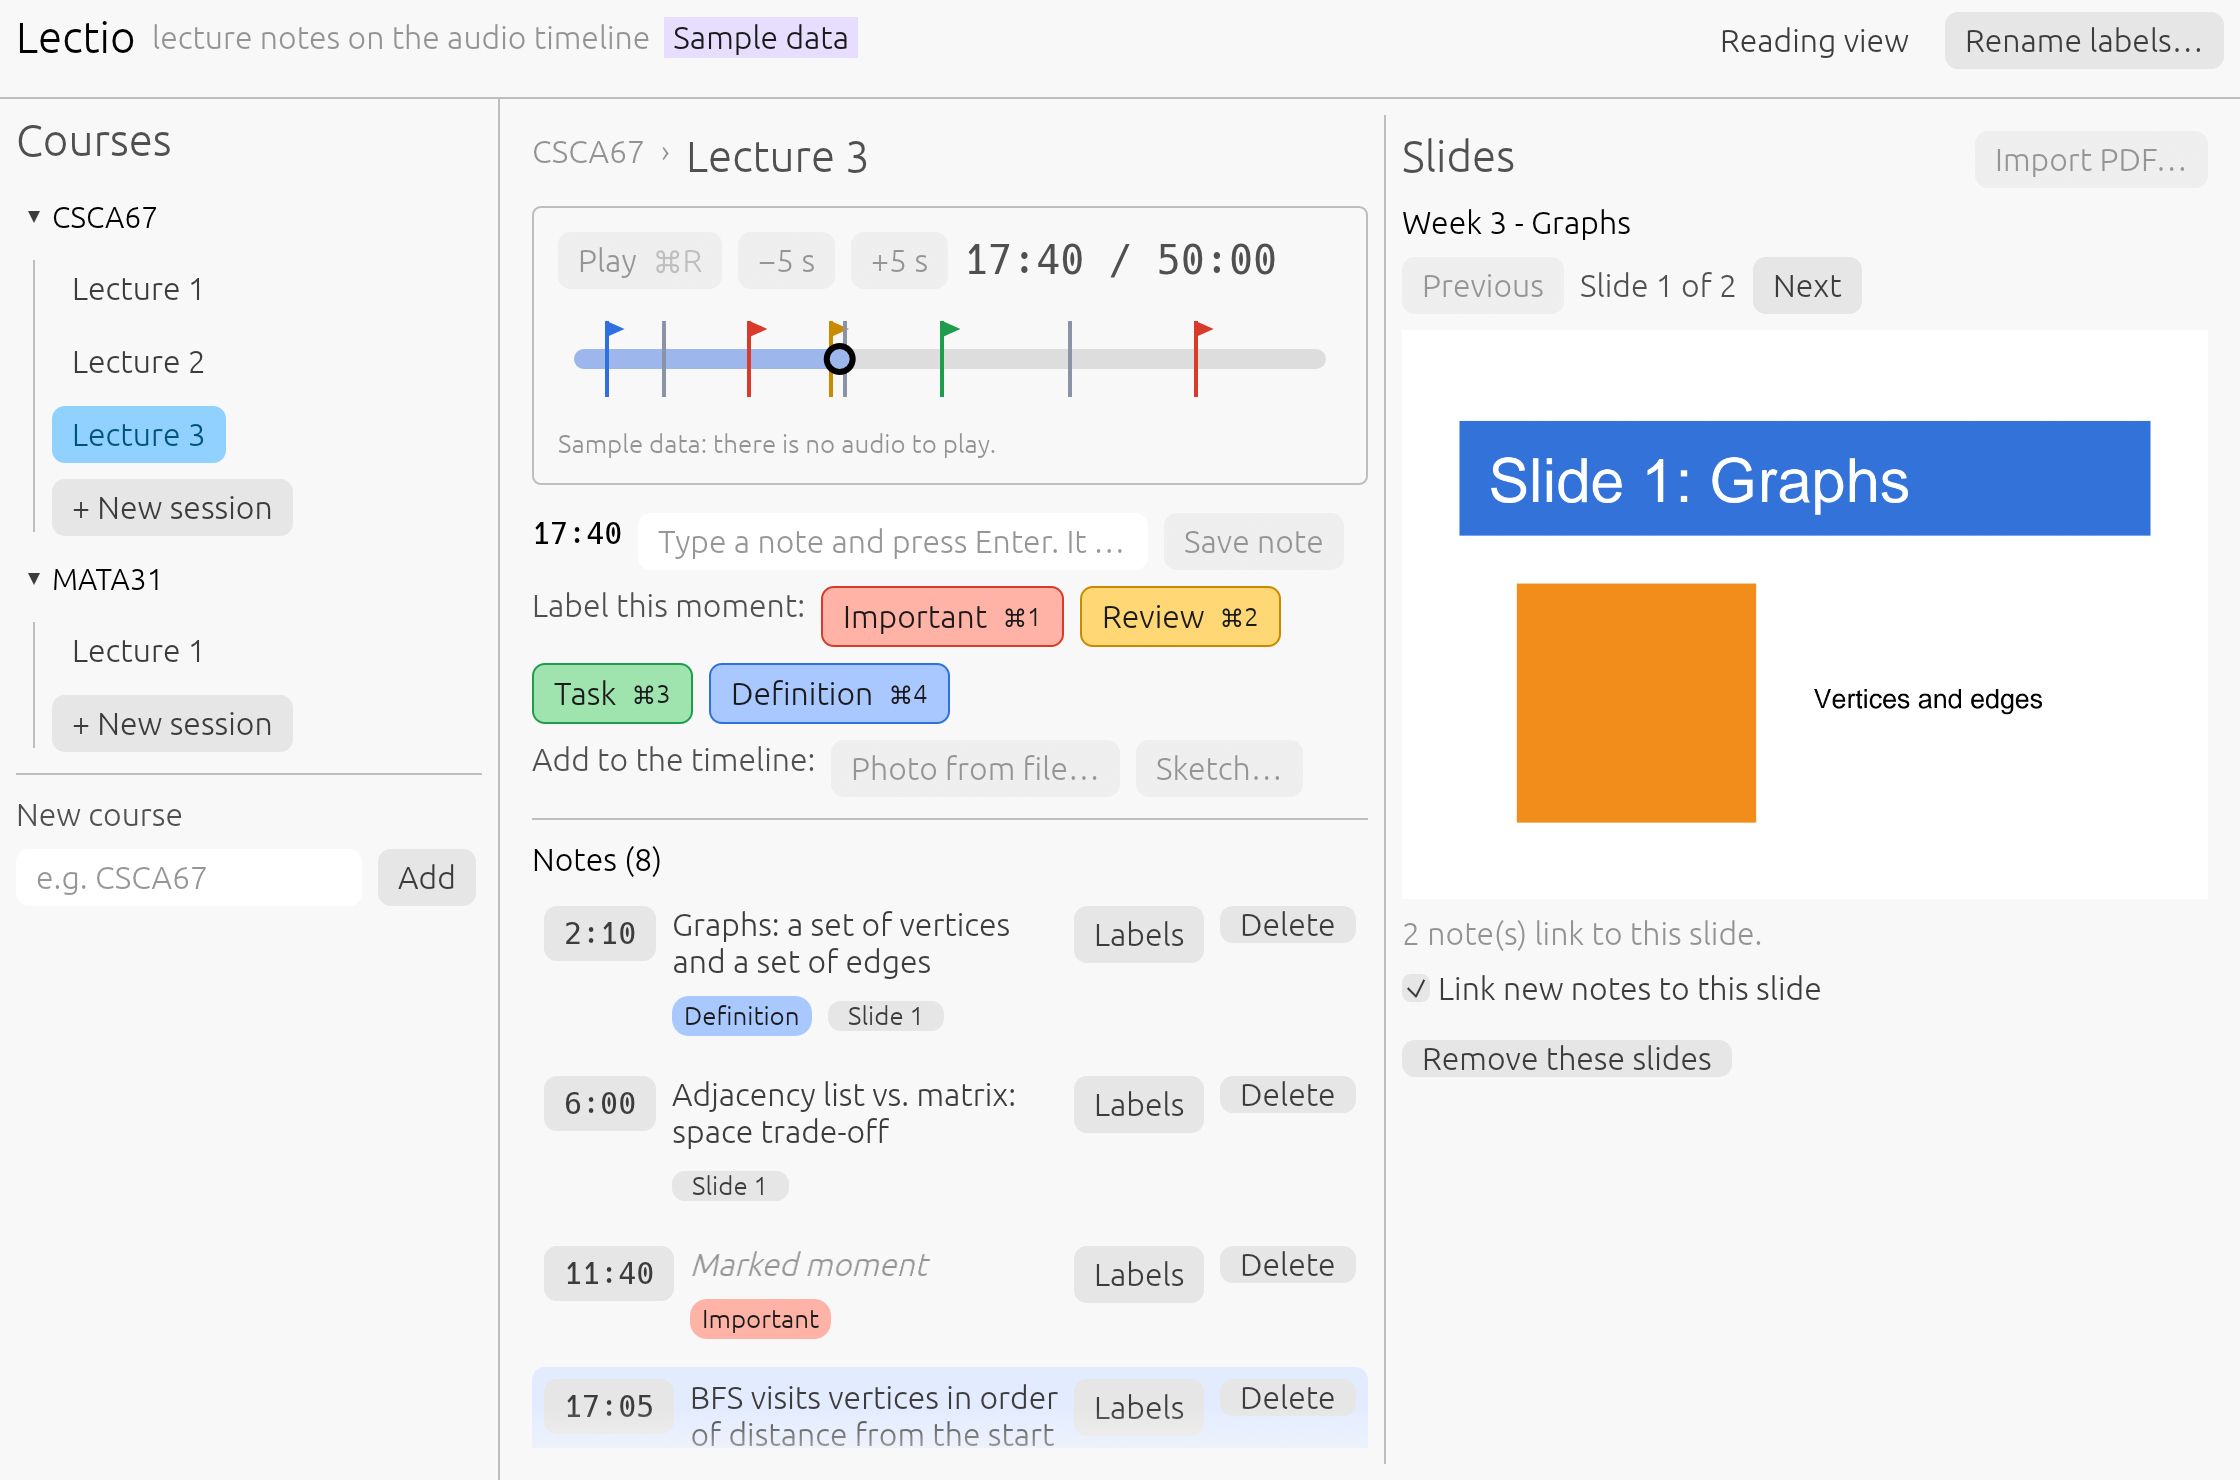 Lectio lecture notes on the audio timeline Sample data
Reading view Rename labels...
Courses
▼ CSCA67
Lecture 1
Lecture 2
Lecture 3
+ New session
▼ MATA31
Lecture 1
+ New session
New course
e.g. CSCA67 Add
CSCA67 › Lecture 3
Play ⌘R −5 s +5 s 17:40 / 50:00
Sample data: there is no audio to play.
17:40 Type a note and press Enter. It … Save note
Label this moment: Important ⌘1 Review ⌘2
Task ⌘3 Definition ⌘4
Add to the timeline: Photo from file... Sketch...
Notes (8)
2:10 Graphs: a set of vertices Labels Delete
and a set of edges
Definition Slide 1
6:00 Adjacency list vs. matrix: Labels Delete
space trade-off
Slide 1
11:40 Marked moment Labels Delete
Important
17:05 BFS visits vertices in order Labels Delete
of distance from the start
Slides Import PDF...
Week 3 - Graphs
Previous Slide 1 of 2 Next
Slide 1: Graphs
Vertices and edges
2 note(s) link to this slide.
✓ Link new notes to this slide
Remove these slides